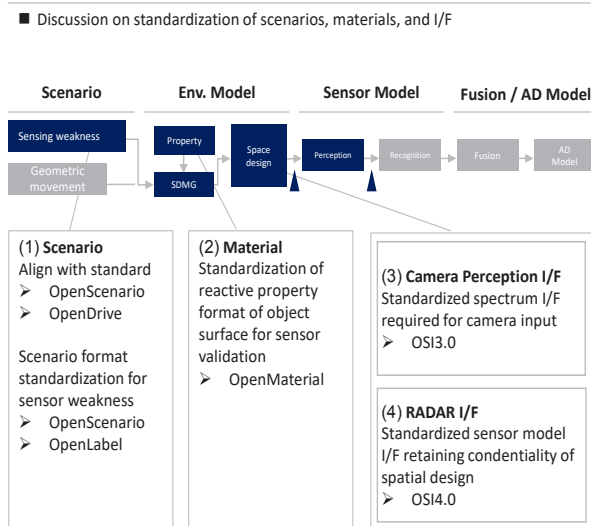 ■ Discussion on standardization of scenarios, materials, and I/F
Scenario
Env. Model
Sensor Model
Fusion / AD Model
Sensing weakness
Geometric
movement
Property
SDMG
Space
design
Perception
Recognition
Fusion
AD
Model
(1) Scenario
Align with standard
➢ OpenScenario
➢ OpenDrive
Scenario format
standardization for
sensor weakness
➢ OpenScenario
➢ OpenLabel
(2) Material
Standardization of
reactive property
format of object
surface for sensor
validation
➢ OpenMaterial
(3) Camera Perception I/F
Standardized spectrum I/F
required for camera input
➢ OSI3.0
(4) RADAR I/F
Standardized sensor model
I/F retaining condentiality of
spatial design
➢ OSI4.0